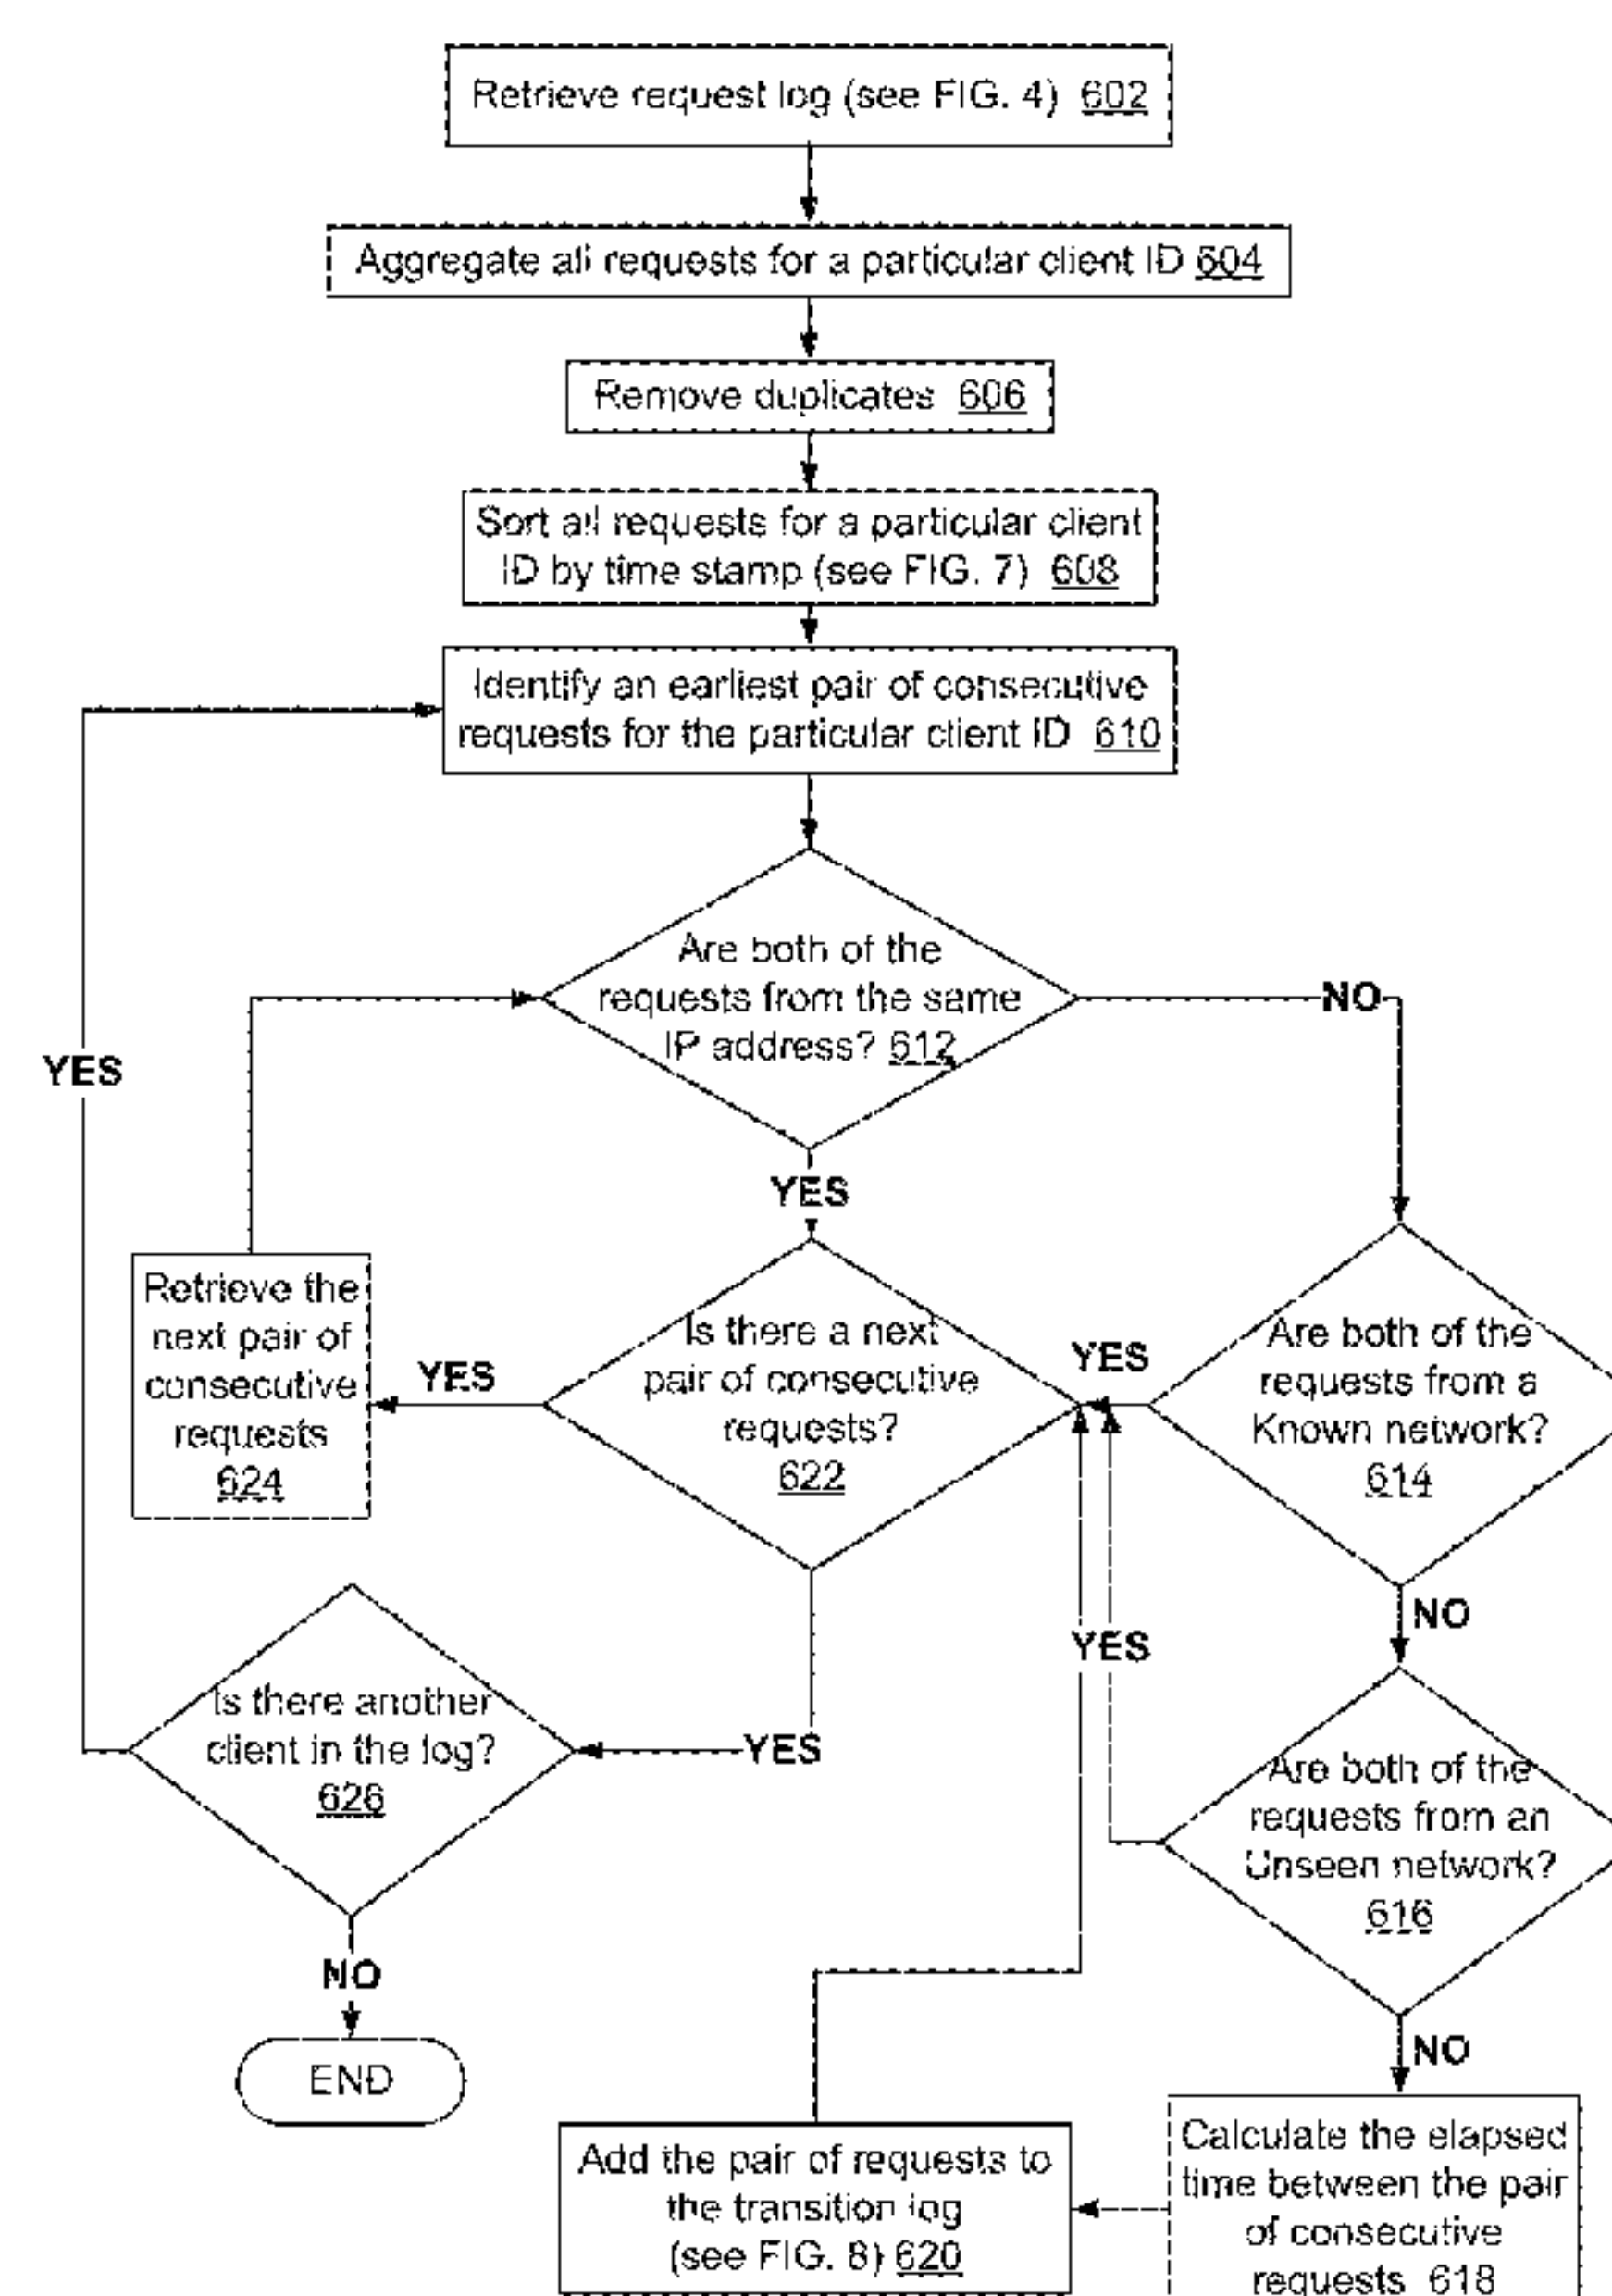 Retrieve request log (see FIG. 4) 602
Aggregate all requests for a particular client ID 604
Remove duplicates 606
Sort all requests for a particular client
ID by time stamp (see FIG. 7) 608
Identify an earliest pair of consecutive
requests for the particular client ID 610
Are both of the
requests from the same
IP address? 612
NO
YES
YES
Retrieve the
next pair of
consecutive
requests
624
YES
Is there a next
pair of consecutive
requests?
622
YES
Are both of the
requests from a
Known network?
614
NO
YES
Is there another
client in the log?
626
YES
Are both of the
requests from an
Unseen network?
616
NO
END
NO
Add the pair of requests to
the transition log
(see FIG. 8) 620
Calculate the elapsed
time between the pair
of consecutive
requests 618